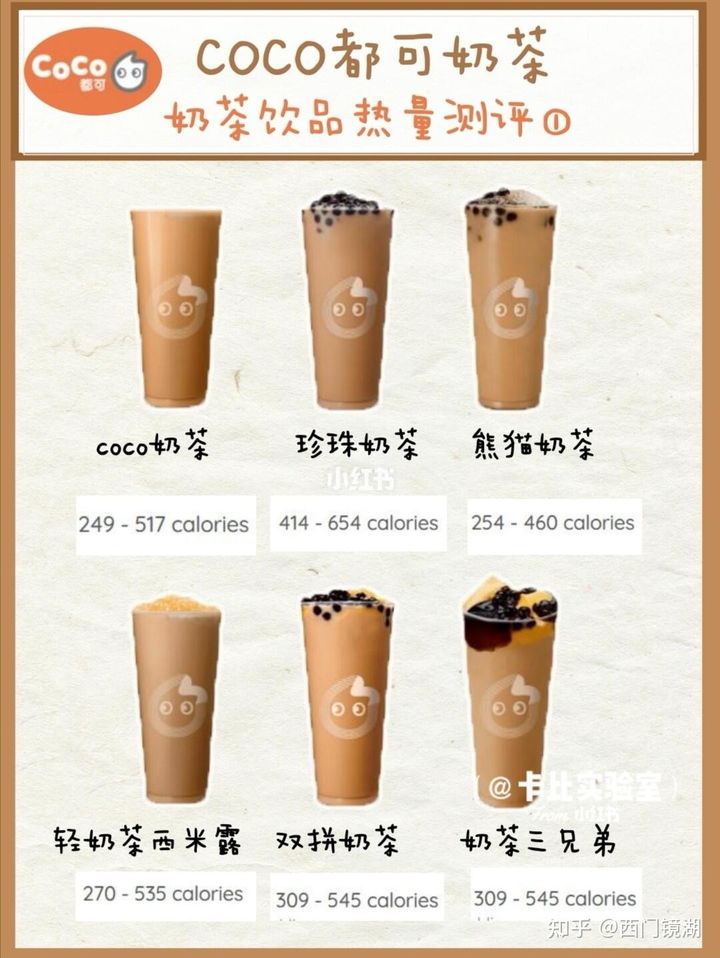 CoCo
都可
COCO都可奶茶
奶茶饮品热量测评①
coco奶茶
珍珠奶茶
熊猫奶茶
小红书
249 - 517 calories
414 - 654 calories
254 - 460 calories
(@卡比实验室)
from 小红书
轻奶茶西米露
双拼奶茶
奶茶三兄弟
270 - 535 calories
309 - 545 calories
309 - 545 calories
知乎 @西门镜湖